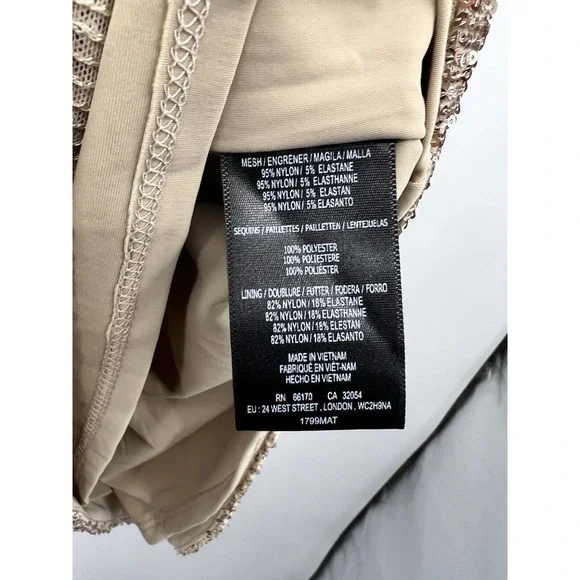 MESH / ENGRENER / MAGILA / MALLA
95% NYLON / 5% ELASTANE
95% NYLON / 5% ELASTHANNE
95% NYLON / 5% ELASTAN
95% NYLON / 5% ELASANTO
SEQUINS / PAILLETTES / PAILLETTEN / LENTEJUELAS
100% POLYESTER
100% POLIESTERE
100% POLIESTER
LINING / DOUBLURE / FUTTER / FODERA / FORRO
82% NYLON / 18% ELASTANE
82% NYLON / 18% ELASTHANNE
82% NYLON / 18% ELESTAN
82% NYLON / 18% ELASANTO
MADE IN VIETNAM
FABRIQUÉ EN VIÊT-NAM
HECHO EN VIETNAM
RN 66170 CA 32054
EU : 24 WEST STREET , LONDON , WC2H9NA
1799MAT